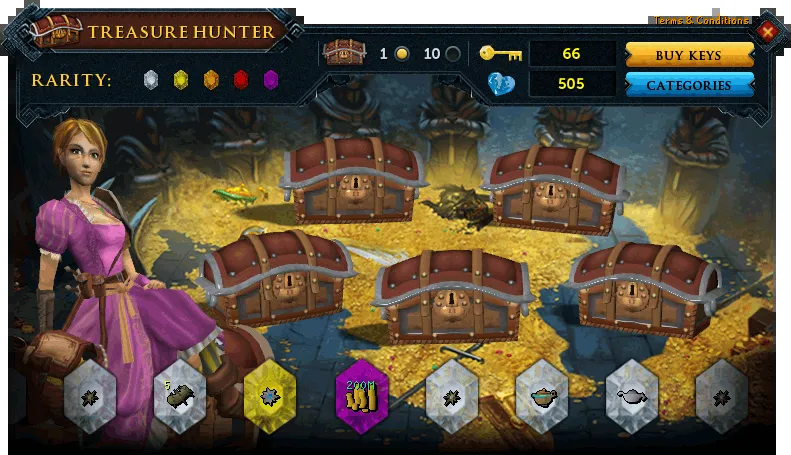 Terms & Conditions
TREASURE HUNTER
1 10 66 BUY KEYS
RARITY: 505 CATEGORIES
5 200M